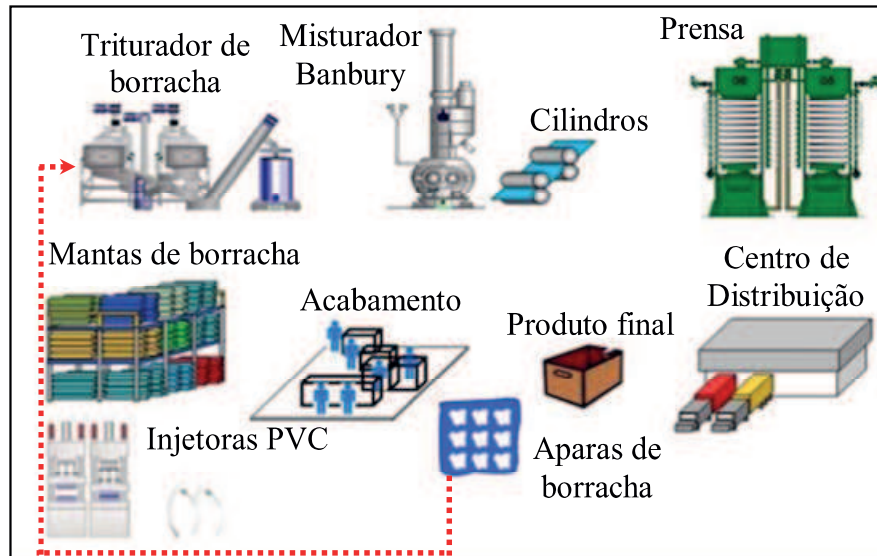 Triturador de
borracha
Misturador
Banbury
Cilindros
Prensa
Mantas de borracha
Acabamento
Produto final
Centro de
Distribuição
Injetoras PVC
Aparas de
borracha